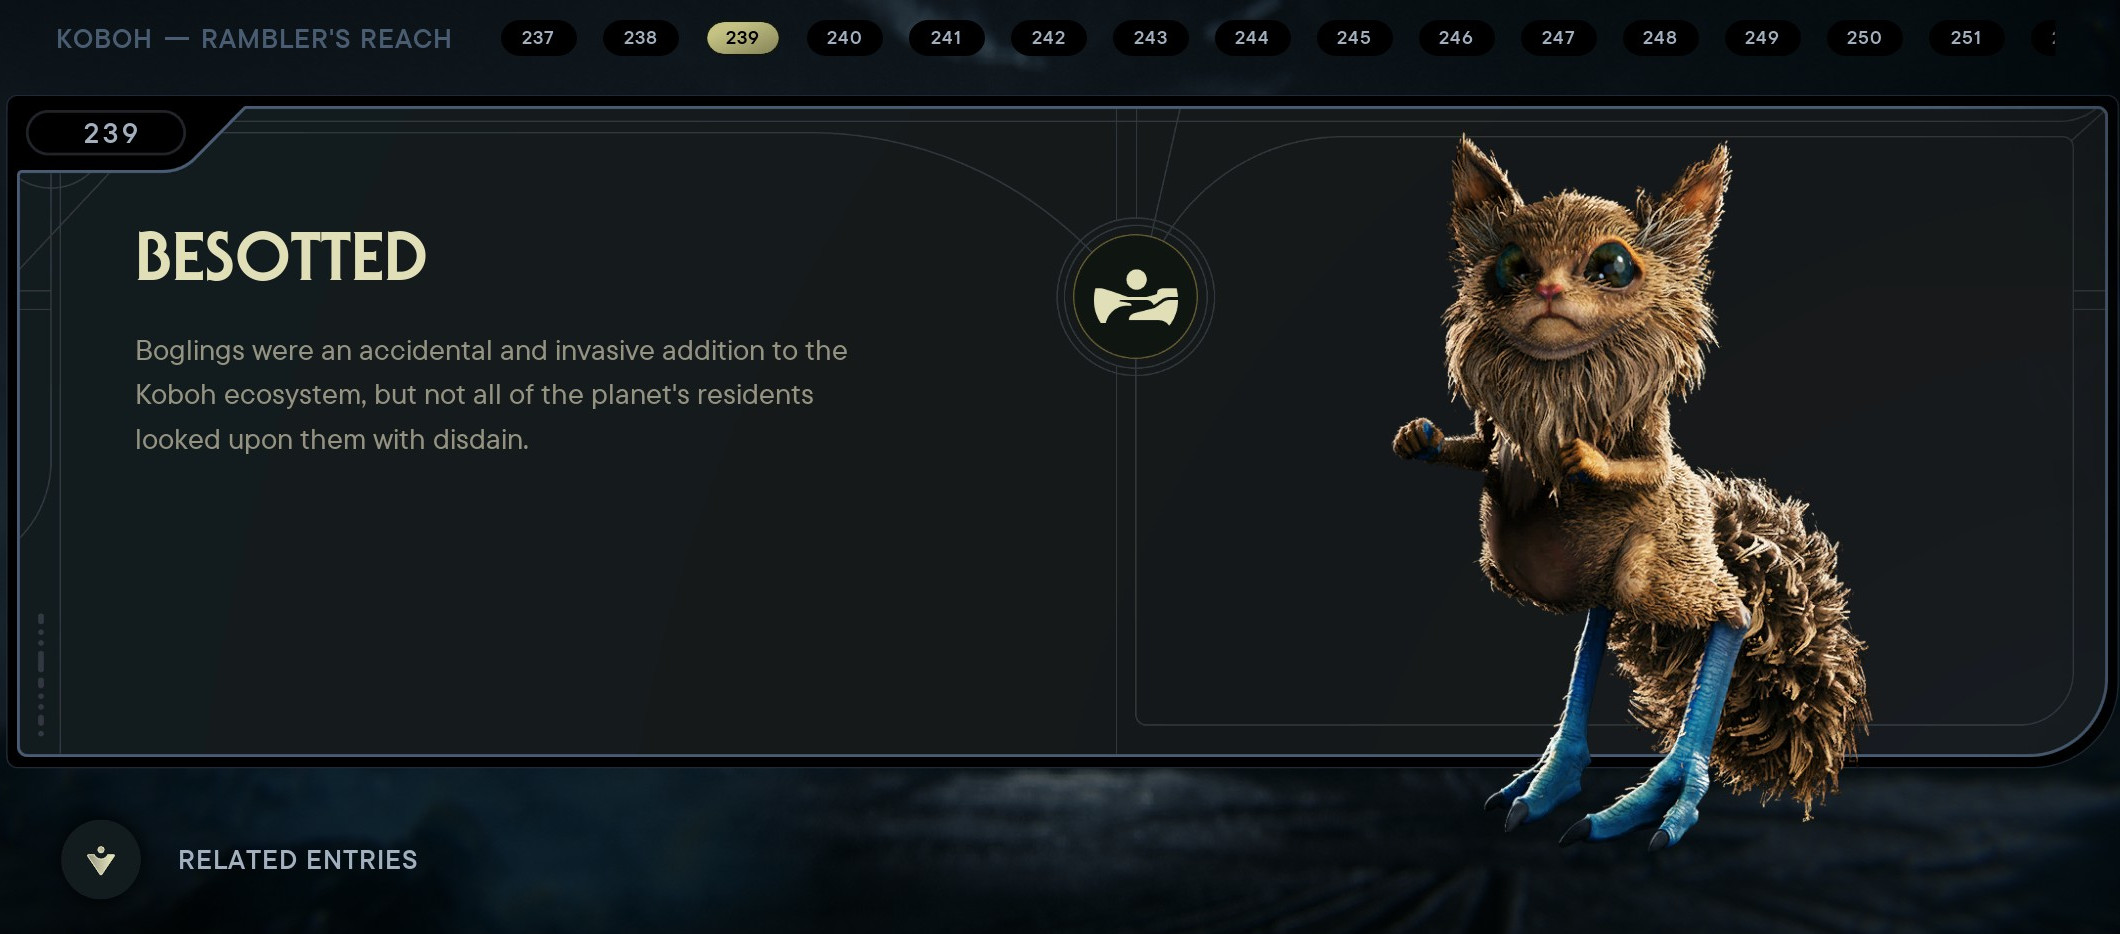 KOBOH — RAMBLER'S REACH 237 238 239 240 241 242 243 244 245 246 247 248 249 250 251
239
BESOTTED
Boglings were an accidental and invasive addition to the
Koboh ecosystem, but not all of the planet's residents
looked upon them with disdain.
RELATED ENTRIES